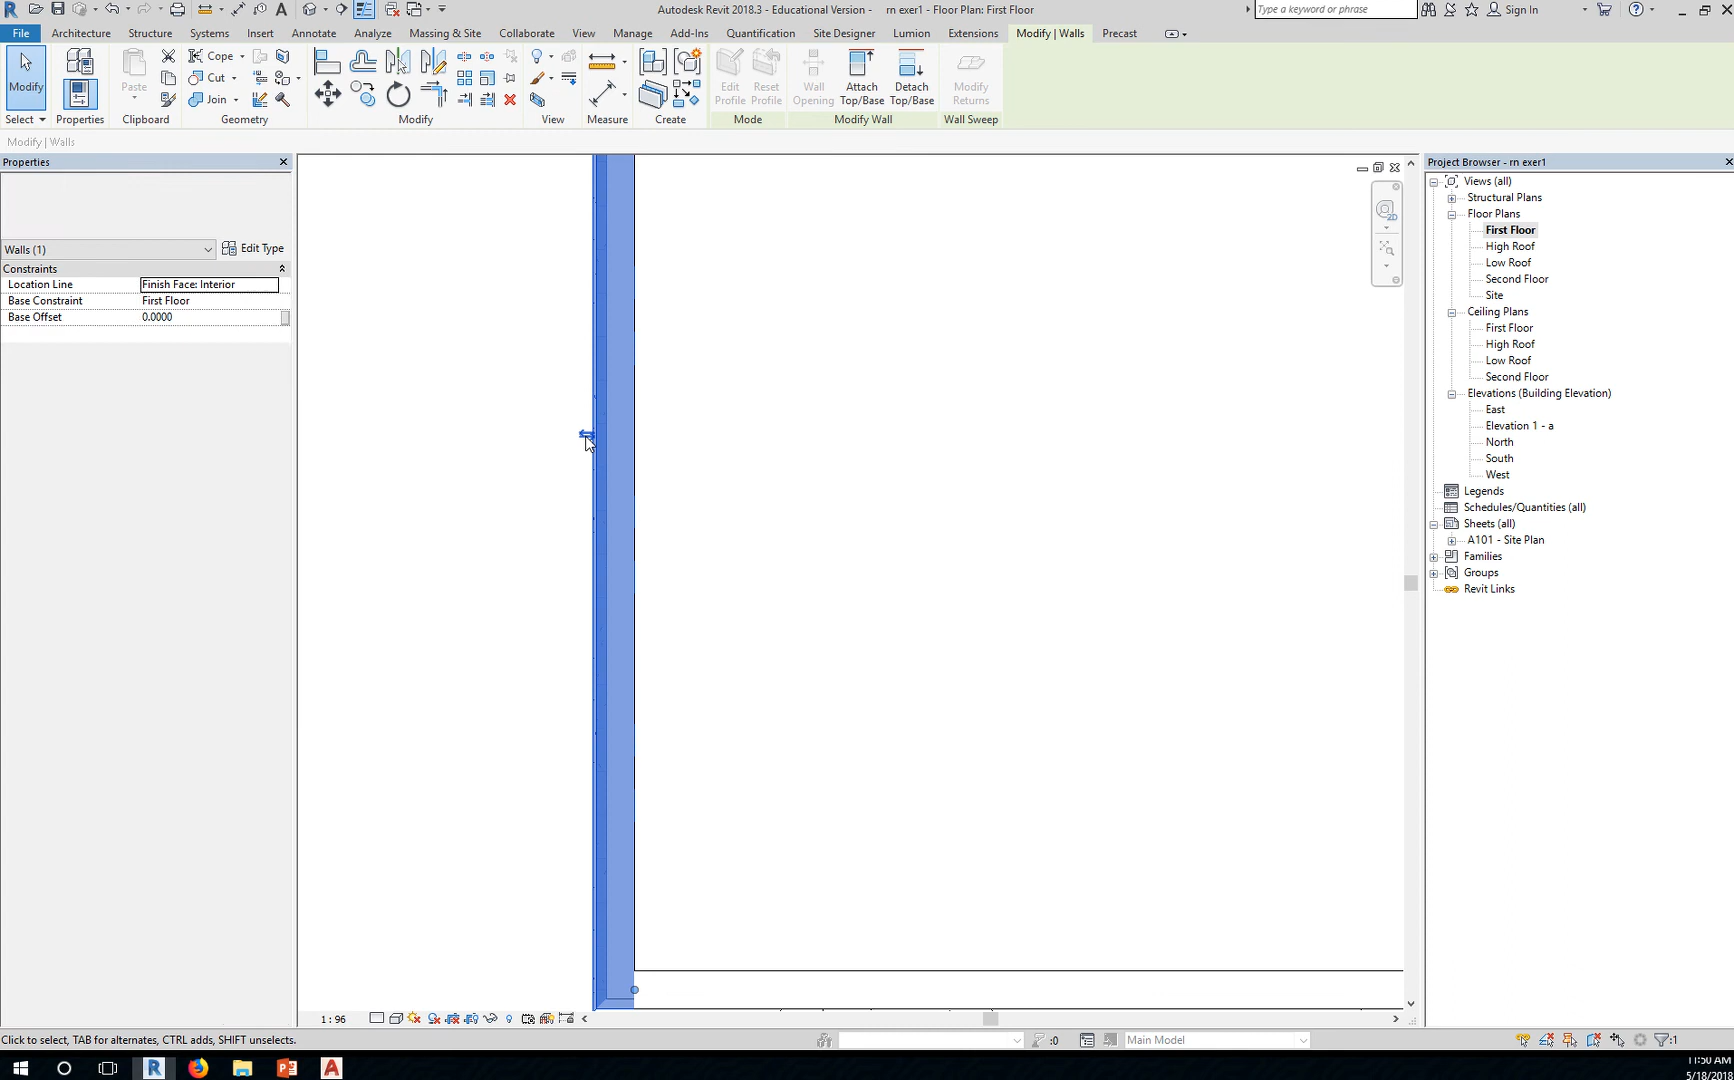 Autodesk Revit 2018.3 - Educational Version - rn exer1 - Floor Plan: First Floor
Type a keyword or phrase
Sign In
File Architecture Structure Systems Insert Annotate Analyze Massing & Site Collaborate View Manage Add-Ins Quantification Site Designer Lumion Extensions Modify | Walls Precast
Modify
Paste
Cope
Cut
Join
Edit Profile
Reset Profile
Wall Opening
Attach Top/Base
Detach Top/Base
Modify Returns
Select Properties Clipboard Geometry Modify View Measure Create Mode Modify Wall Wall Sweep
Modify | Walls
Properties
Walls (1)
Edit Type
Constraints
Location Line Finish Face: Interior
Base Constraint First Floor
Base Offset 0.0000
2D
Project Browser - rn exer1
Views (all)
Structural Plans
Floor Plans
First Floor
High Roof
Low Roof
Second Floor
Site
Ceiling Plans
First Floor
High Roof
Low Roof
Second Floor
Elevations (Building Elevation)
East
Elevation 1 - a
North
South
West
Legends
Schedules/Quantities (all)
Sheets (all)
A101 - Site Plan
Families
Groups
Revit Links
1 : 96
Click to select, TAB for alternates, CTRL adds, SHIFT unselects.
:0
Main Model
:1
11:50 AM
5/18/2018